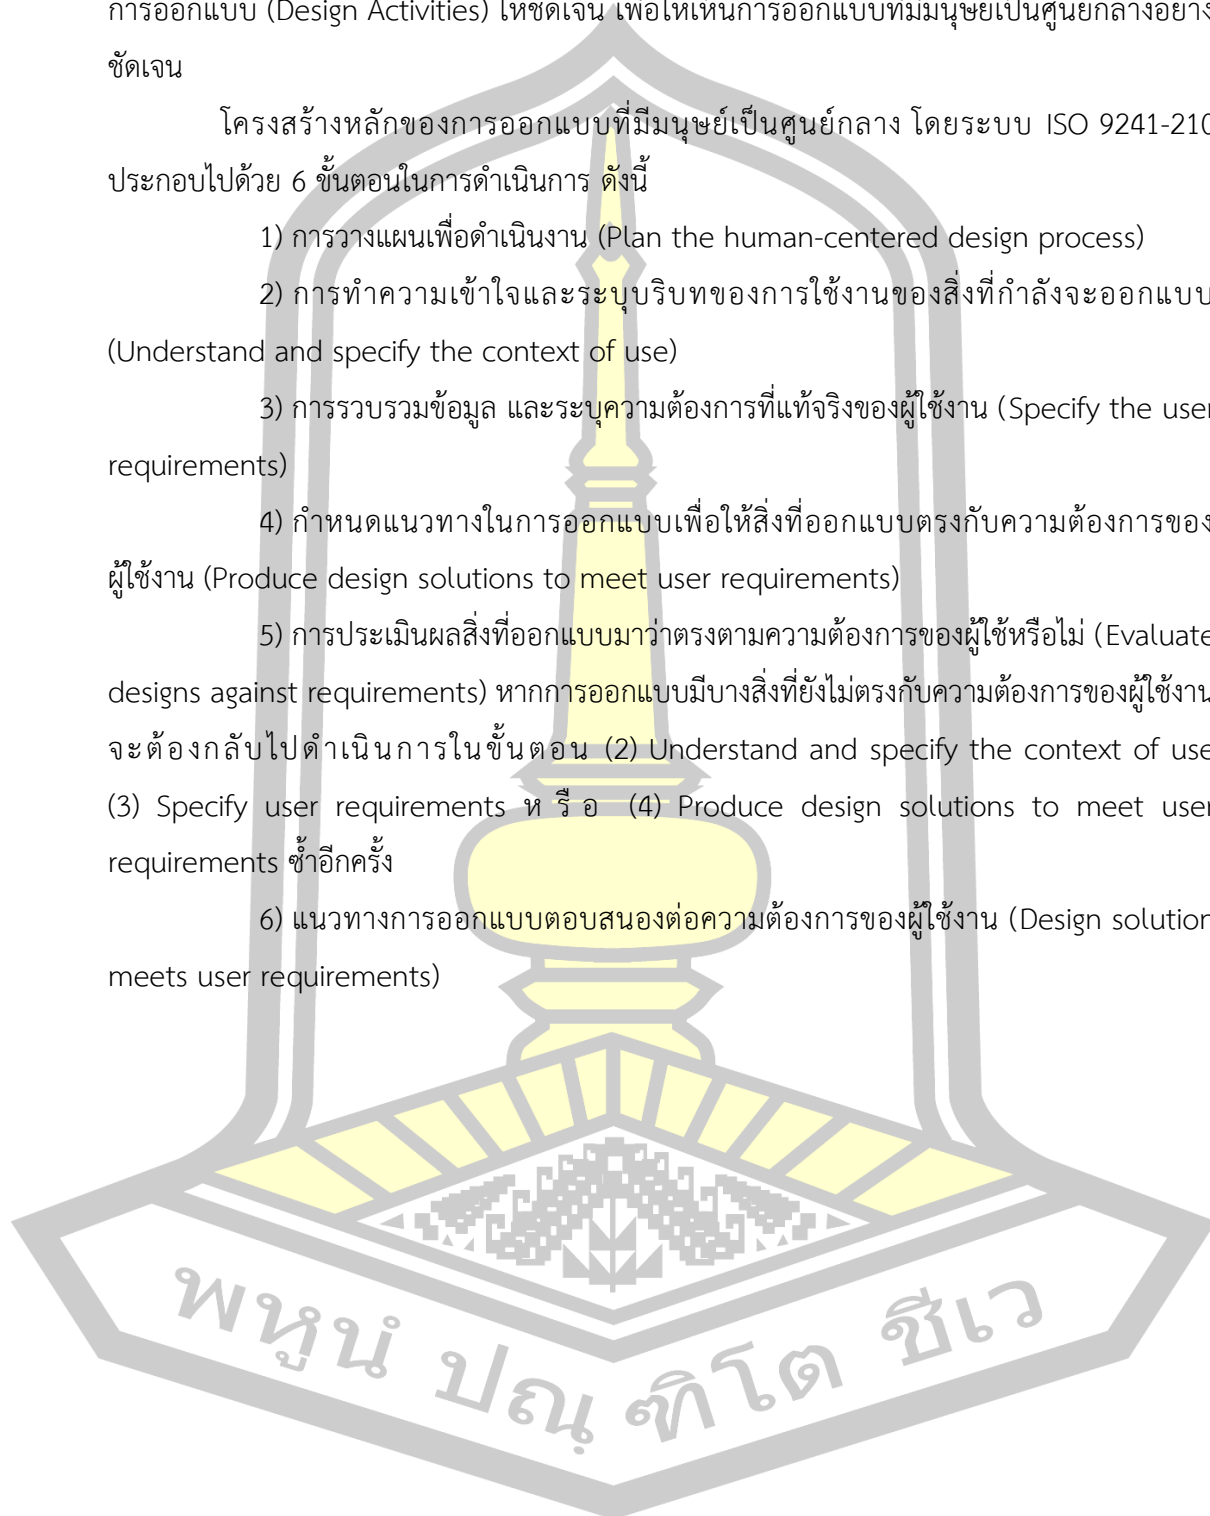 การออกแบบ (Design Activities) ให้ชัดเจน เพื่อให้เห็นการออกแบบที่มีมนุษย์เป็นศูนย์กลางอย่าง
ชัดเจน
โครงสร้างหลักของการออกแบบที่มีมนุษย์เป็นศูนย์กลาง โดยระบบ ISO 9241-210
ประกอบไปด้วย 6 ขั้นตอนในการดำเนินการ ดังนี้
1) การวางแผนเพื่อดำเนินงาน (Plan the human-centered design process)
2) การทำความเข้าใจและระบุบริบทของการใช้งานของสิ่งที่กำลังจะออกแบบ
(Understand and specify the context of use)
3) การรวบรวมข้อมูล และระบุความต้องการที่แท้จริงของผู้ใช้งาน (Specify the user
requirements)
4) กำหนดแนวทางในการออกแบบเพื่อให้สิ่งที่ออกแบบตรงกับความต้องการของ
ผู้ใช้งาน (Produce design solutions to meet user requirements)
5) การประเมินผลสิ่งที่ออกแบบมาว่าตรงตามความต้องการของผู้ใช้หรือไม่ (Evaluate
designs against requirements) หากการออกแบบมีบางสิ่งที่ยังไม่ตรงกับความต้องการของผู้ใช้งาน
จะต้องกลับไปดำเนินการในขั้นตอน (2) Understand and specify the context of use
(3) Specify user requirements หรือ (4) Produce design solutions to meet user
requirements ซ้ำอีกครั้ง
6) แนวทางการออกแบบตอบสนองต่อความต้องการของผู้ใช้งาน (Design solution
meets user requirements)
พหูนํ ปณฺฑิโต ชีเว